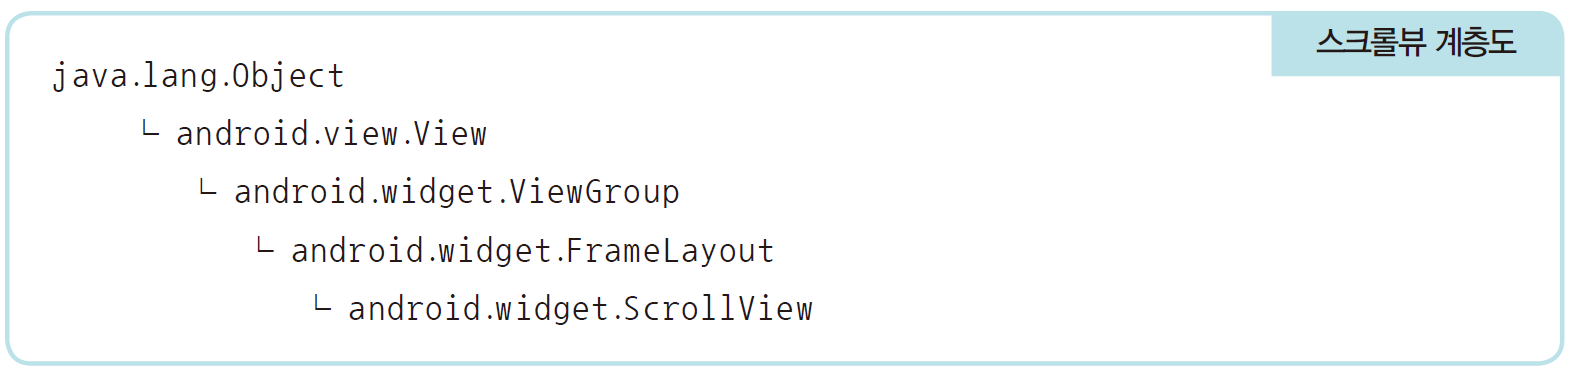 스크롤뷰 계층도
java.lang.Object
└ android.view.View
└ android.widget.ViewGroup
└ android.widget.FrameLayout
└ android.widget.ScrollView